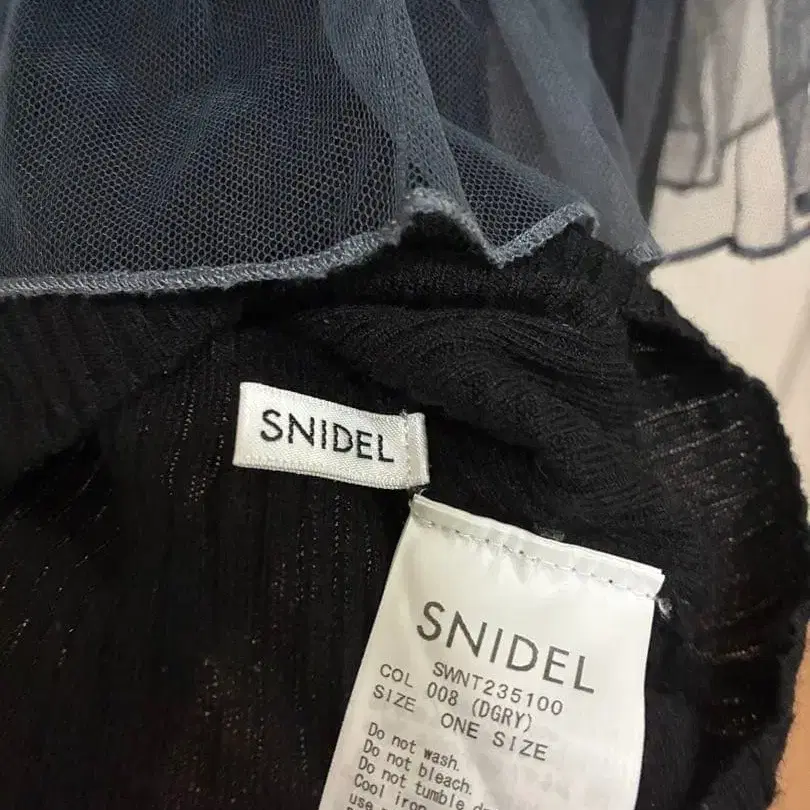 SNIDEL
SNIDEL
SWNT235100
COL 008 (DGRY)
SIZE ONE SIZE
Do not wash.
Do not bleach.
Do not tumble
Cool iron
use